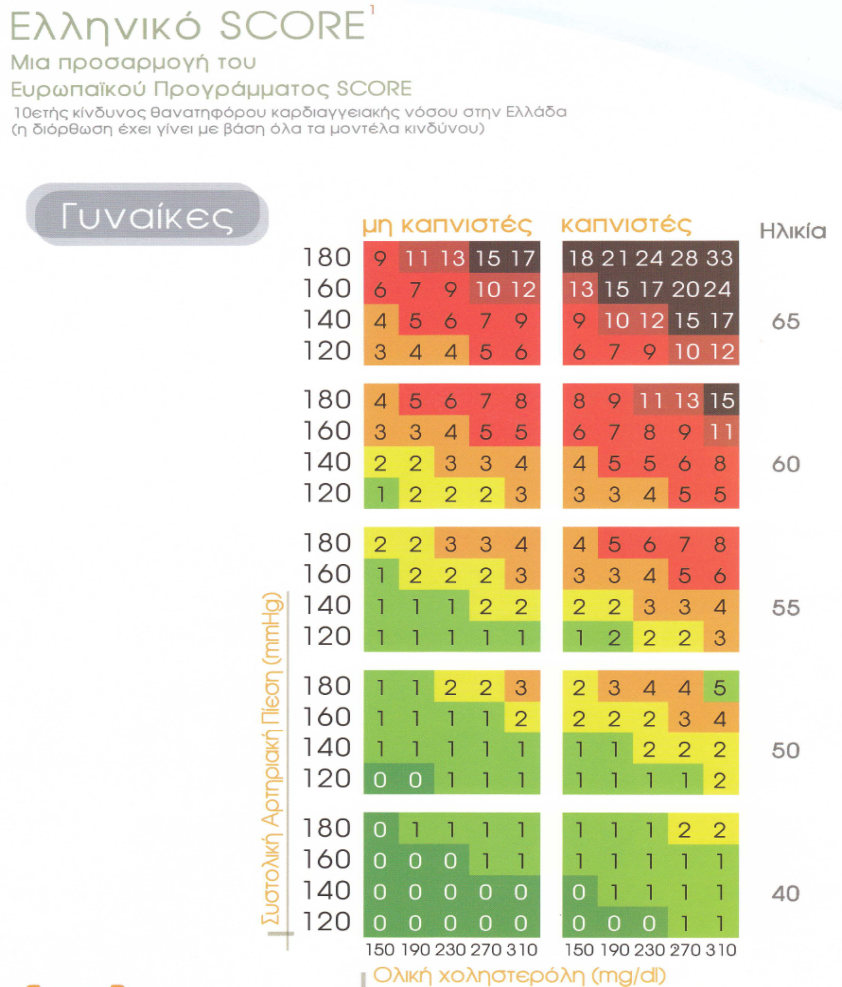 Ελληνικό SCORE¹
Μια προσαρμογή του
Ευρωπαϊκού Προγράμματος SCORE
10ετής κίνδυνος θανατηφόρου καρδιαγγειακής νόσου στην Ελλάδα
(η διόρθωση έχει γίνει με βάση όλα τα μοντέλα κινδύνου)
Γυναίκες
μη καπνιστές καπνιστές Ηλικία
180 9 11 13 15 17 18 21 24 28 33
160 6 7 9 10 12 13 15 17 20 24
140 4 5 6 7 9 9 10 12 15 17 65
120 3 4 4 5 6 6 7 9 10 12
180 4 5 6 7 8 8 9 11 13 15
160 3 3 4 5 5 6 7 8 9 11
140 2 2 3 3 4 4 5 5 6 8 60
120 1 2 2 2 3 3 3 4 5 5
180 2 2 3 3 4 4 5 6 7 8
160 1 2 2 2 3 3 3 4 5 6
140 1 1 1 2 2 2 2 3 3 4 55
120 1 1 1 1 1 1 2 2 2 3
180 1 1 2 2 3 2 3 4 4 5
160 1 1 1 1 2 2 2 2 3 4
140 1 1 1 1 1 1 1 2 2 2 50
120 0 0 1 1 1 1 1 1 1 2
180 0 1 1 1 1 1 1 1 2 2
160 0 0 0 1 1 1 1 1 1 1
140 0 0 0 0 0 0 1 1 1 1 40
120 0 0 0 0 0 0 0 0 1 1
150 190 230 270 310 150 190 230 270 310
Συστολική Αρτηριακή Πίεση (mmHg)
Ολική χοληστερόλη (mg/dl)